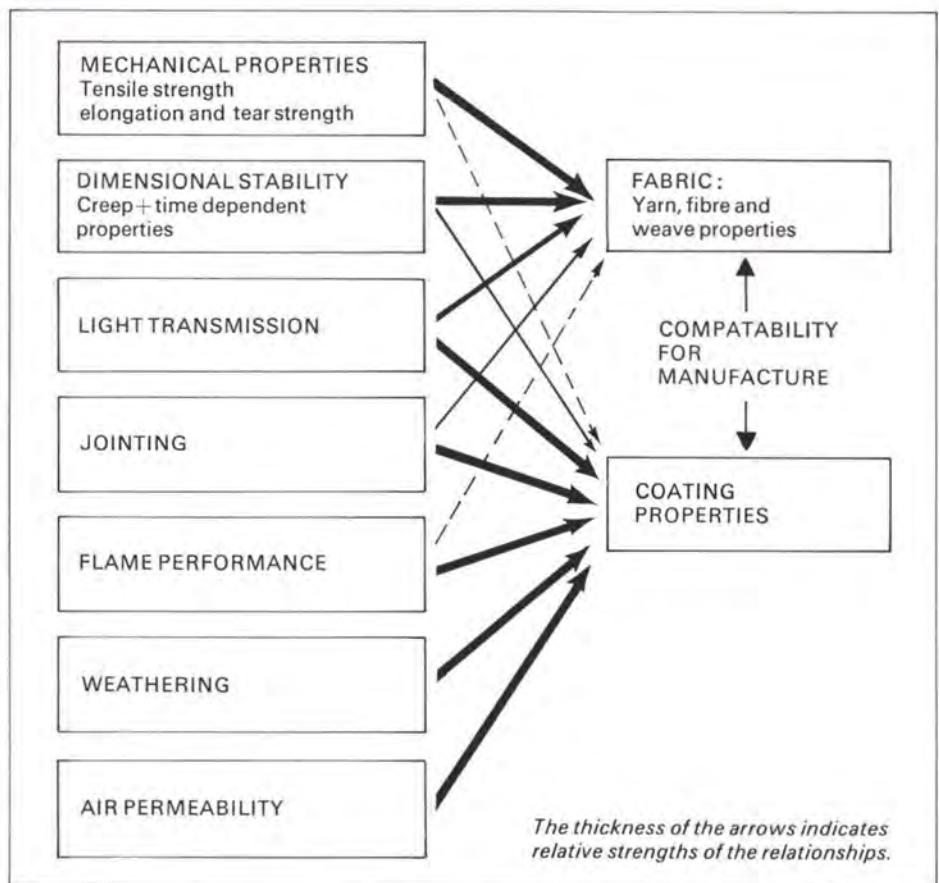 MECHANICAL PROPERTIES
Tensile strength
elongation and tear strength
DIMENSIONAL STABILITY
Creep+time dependent
properties
LIGHT TRANSMISSION
JOINTING
FLAME PERFORMANCE
WEATHERING
AIR PERMEABILITY
FABRIC:
Yarn, fibre and
weave properties
COMPATABILITY
FOR
MANUFACTURE
COATING
PROPERTIES
The thickness of the arrows indicates
relative strengths of the relationships.